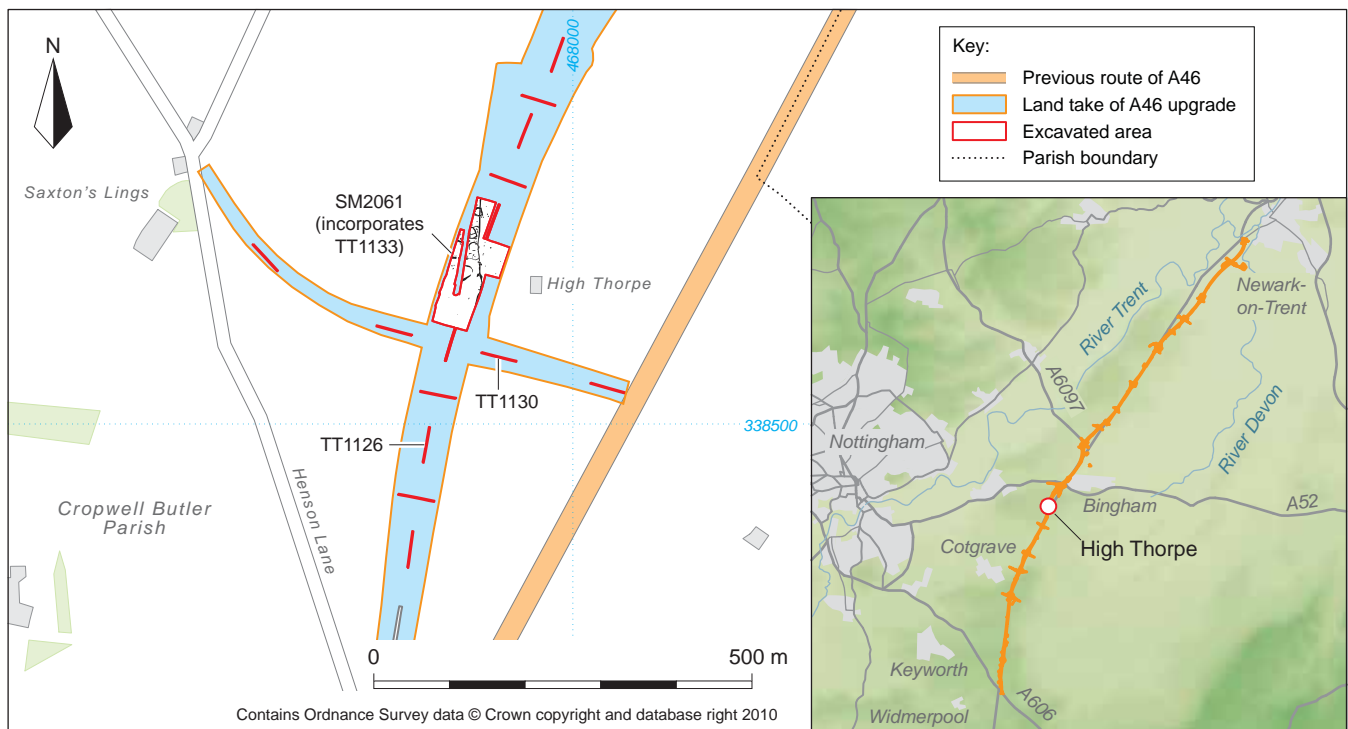 N
Saxton's Lings
SM2061
(incorporates
TT1133)
468000
High Thorpe
TT1130
338500
TT1126
Henson Lane
Cropwell Butler
Parish
0
500 m
Contains Ordnance Survey data © Crown copyright and database right 2010
Key:
Previous route of A46
Land take of A46 upgrade
Excavated area
Parish boundary
Newark-
on-Trent
River Trent
A6097
River Devon
Nottingham
Bingham
A52
High Thorpe
Cotgrave
Keyworth
A606
Widmerpool